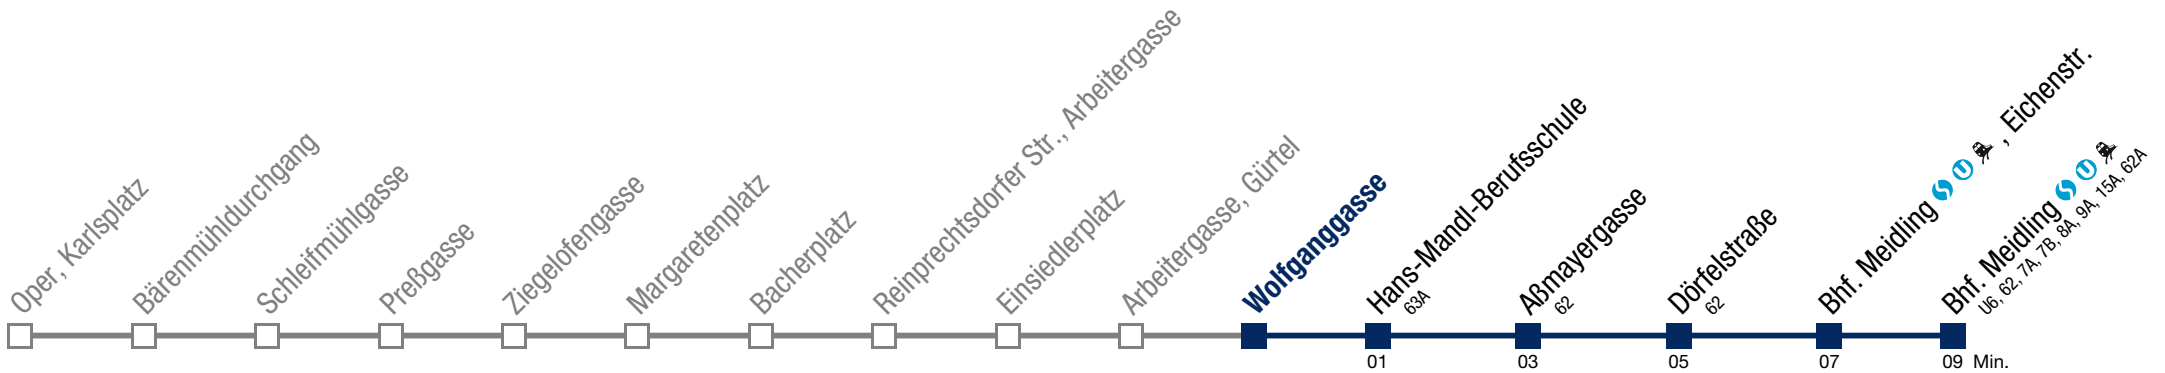 Oper, Karlsplatz
Bärenmühldurchgang
Schleifmühlgasse
Preßgasse
Ziegelofengasse
Margaretenplatz
Bacherplatz
Reinprechtsdorfer Str., Arbeitergasse
Einsiedlerplatz
Arbeitergasse, Gürtel
Wolfganggasse
Hans-Mandl-Berufsschule
63A
Aßmayergasse
62
Dörfelstraße
62
Bhf. Meidling S U , Eichenstr.
Bhf. Meidling S U
U6, 62, 7A, 7B, 8A, 9A, 15A, 62A
01 03 05 07 09 Min.